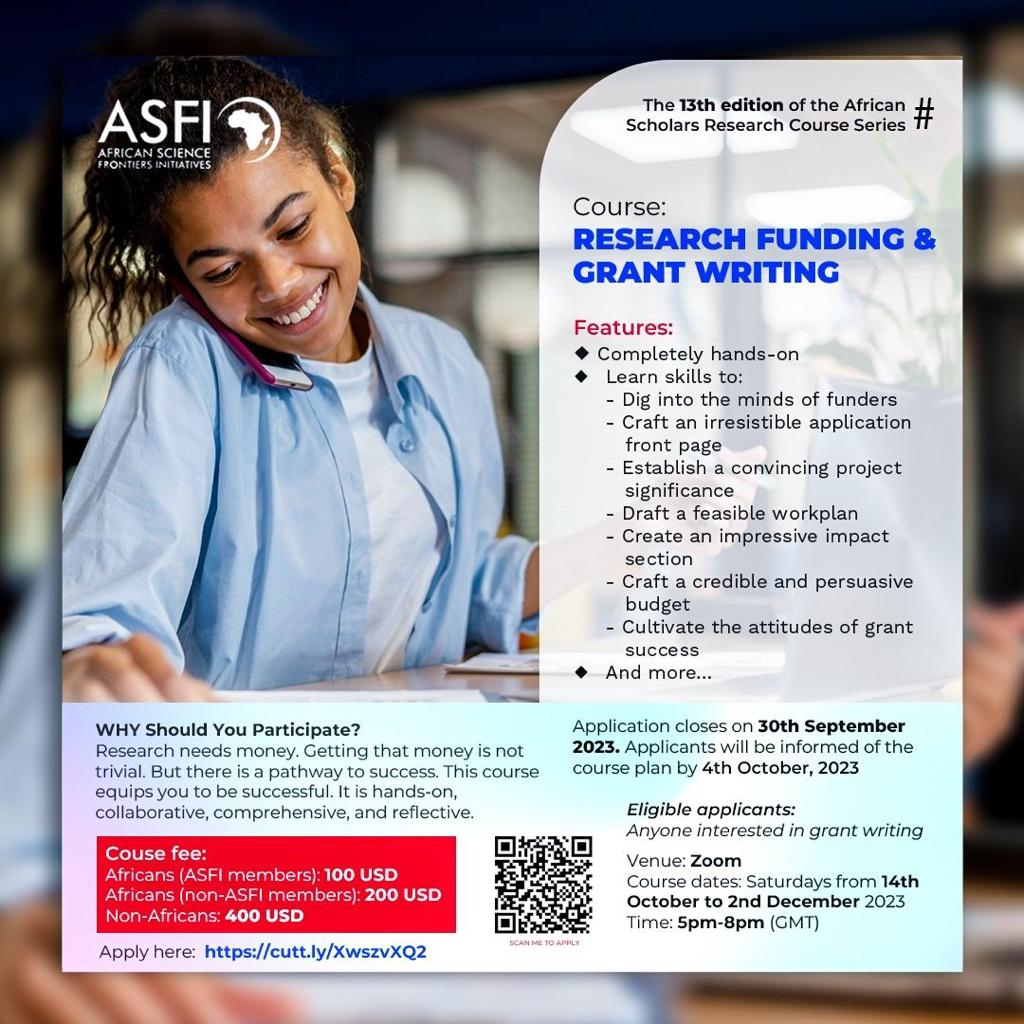 ASFI
AFRICAN SCIENCE
FRONTIERS INITIATIVES
The 13th edition of the African
Scholars Research Course Series #
Course:
RESEARCH FUNDING &
GRANT WRITING
Features:
◆ Completely hands-on
◆ Learn skills to:
- Dig into the minds of funders
- Craft an irresistible application
front page
- Establish a convincing project
significance
- Draft a feasible workplan
- Create an impressive impact
section
- Craft a credible and persuasive
budget
- Cultivate the attitudes of grant
success
◆ And more...
WHY Should You Participate?
Research needs money. Getting that money is not
trivial. But there is a pathway to success. This course
equips you to be successful. It is hands-on,
collaborative, comprehensive, and reflective.
Couse fee:
Africans (ASFI members): 100 USD
Africans (non-ASFI members): 200 USD
Non-Africans: 400 USD
Apply here: https://cutt.ly/XwszvXQ2
SCAN ME TO APPLY
Application closes on 30th September
2023. Applicants will be informed of the
course plan by 4th October, 2023
Eligible applicants:
Anyone interested in grant writing
Venue: Zoom
Course dates: Saturdays from 14th
October to 2nd December 2023
Time: 5pm-8pm (GMT)